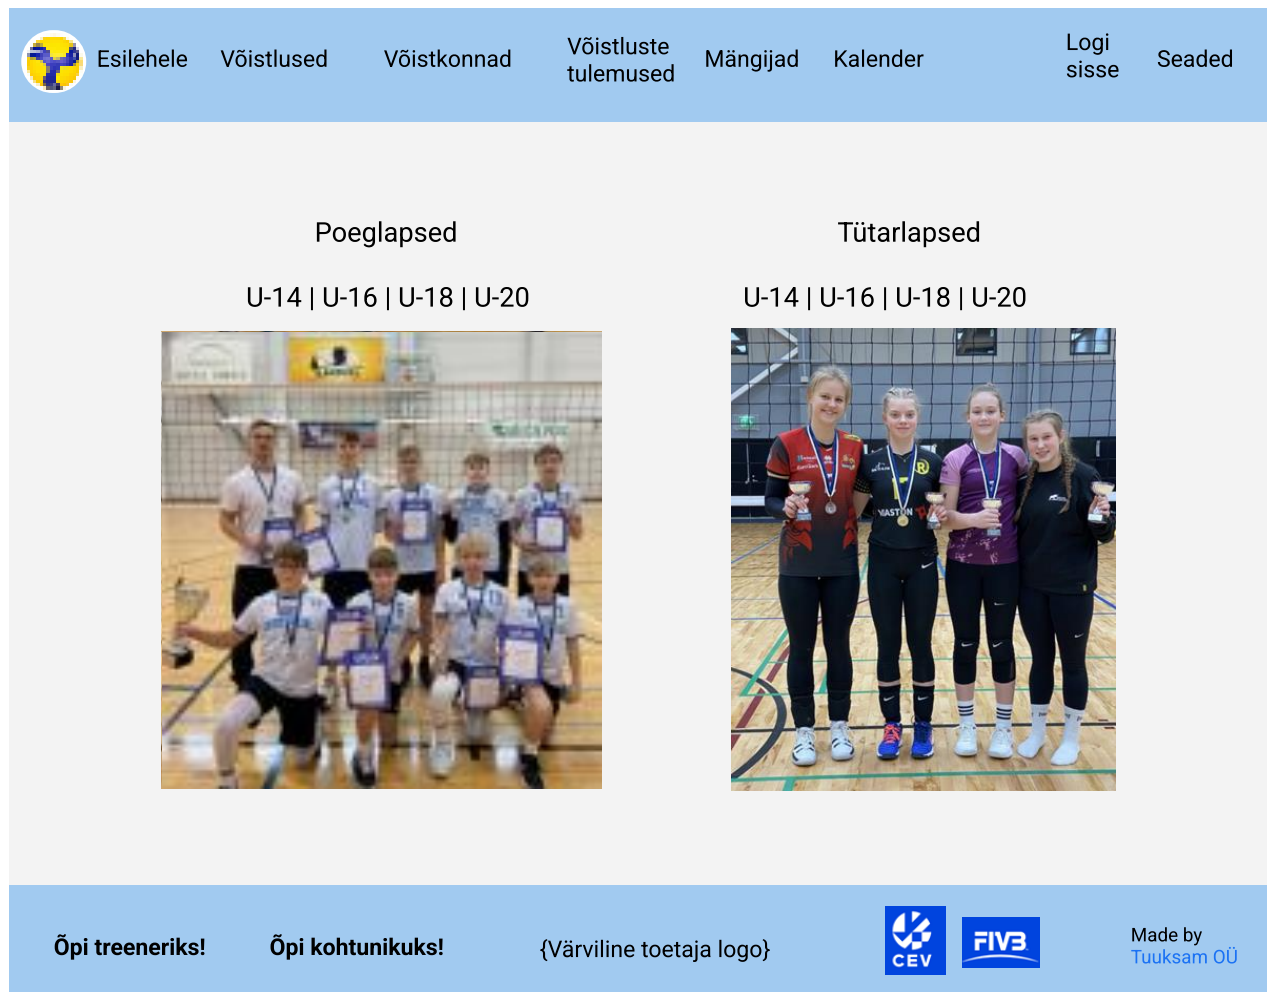 Esilehele
Võistlused
Võistkonnad
Võistluste
tulemused
Mängijad
Kalender
Logi
sisse
Seaded
Poeglapsed
Tütarlapsed
U-14 | U-16 | U-18 | U-20
U-14 | U-16 | U-18 | U-20
Õpi treeneriks!
Õpi kohtunikuks!
{Värviline toetaja logo}
CEV
FIVB
Made by
Tuuksam OÜ